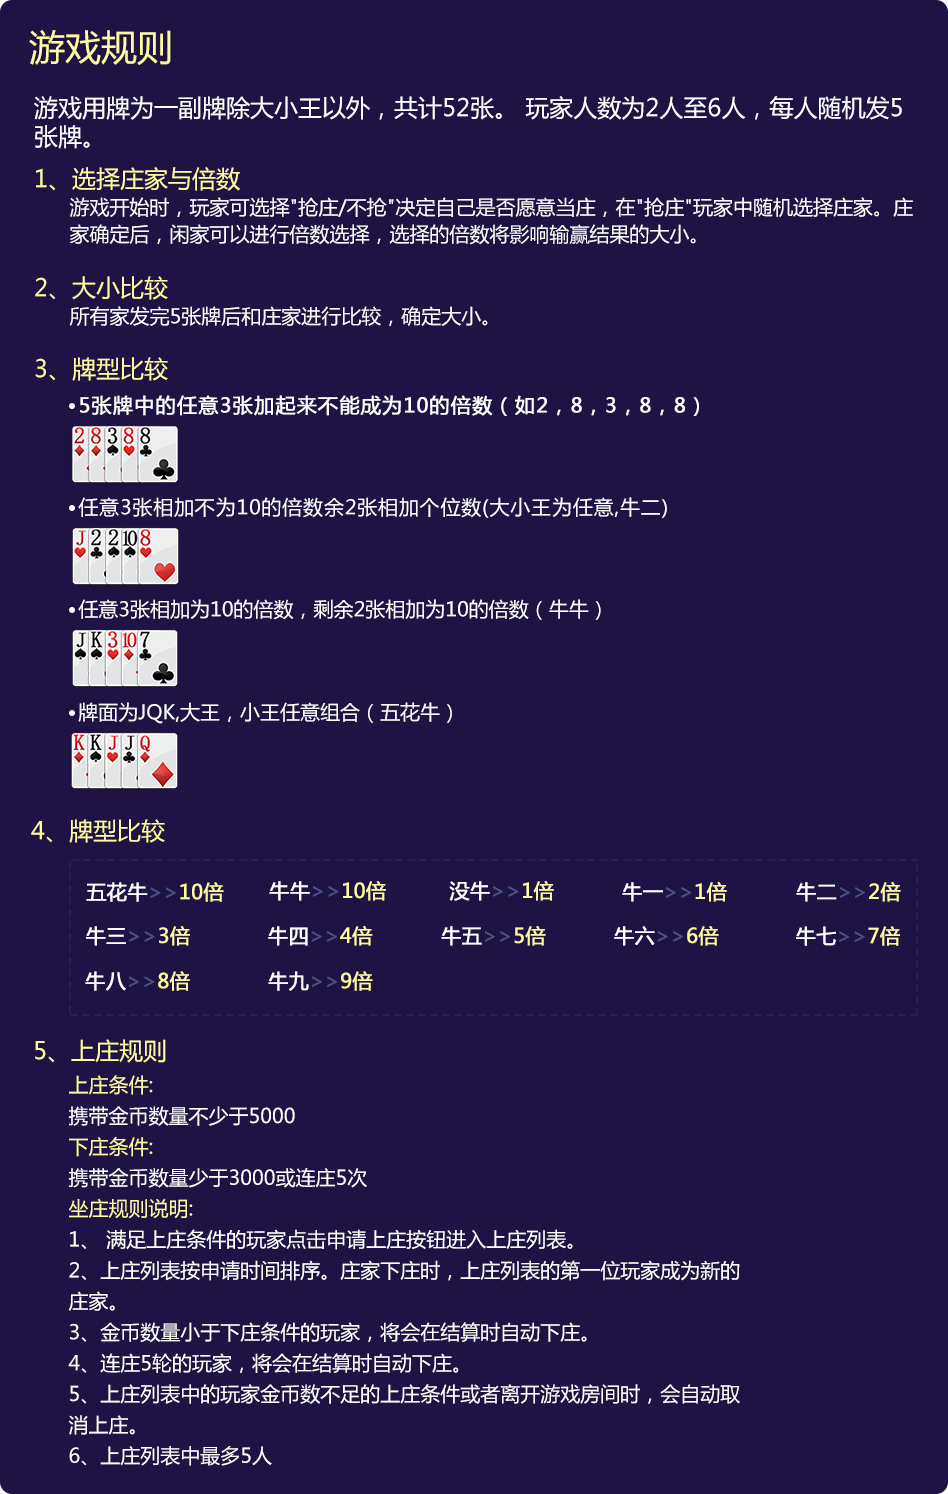 游戏规则
游戏用牌为一副牌除大小王以外，共计52张。 玩家人数为2人至6人，每人随机发5
张牌。
1、选择庄家与倍数
游戏开始时，玩家可选择"抢庄/不抢"决定自己是否愿意当庄，在"抢庄"玩家中随机选择庄家。庄
家确定后，闲家可以进行倍数选择，选择的倍数将影响输赢结果的大小。
2、大小比较
所有家发完5张牌后和庄家进行比较，确定大小。
3、牌型比较
•5张牌中的任意3张加起来不能成为10的倍数（如2，8，3，8，8）
2 8 3 8 8
•任意3张相加不为10的倍数余2张相加个位数(大小王为任意,牛二)
J 2 2 10 8
•任意3张相加为10的倍数，剩余2张相加为10的倍数（牛牛）
J K 3 10 7
•牌面为JQK,大王，小王任意组合（五花牛）
K K J J Q
4、牌型比较
五花牛>>10倍 牛牛>>10倍 没牛>>1倍 牛一>>1倍 牛二>>2倍
牛三>>3倍 牛四>>4倍 牛五>>5倍 牛六>>6倍 牛七>>7倍
牛八>>8倍 牛九>>9倍
5、上庄规则
上庄条件:
携带金币数量不少于5000
下庄条件:
携带金币数量少于3000或连庄5次
坐庄规则说明:
1、 满足上庄条件的玩家点击申请上庄按钮进入上庄列表。
2、上庄列表按申请时间排序。庄家下庄时，上庄列表的第一位玩家成为新的
庄家。
3、金币数量小于下庄条件的玩家，将会在结算时自动下庄。
4、连庄5轮的玩家，将会在结算时自动下庄。
5、上庄列表中的玩家金币数不足的上庄条件或者离开游戏房间时，会自动取
消上庄。
6、上庄列表中最多5人